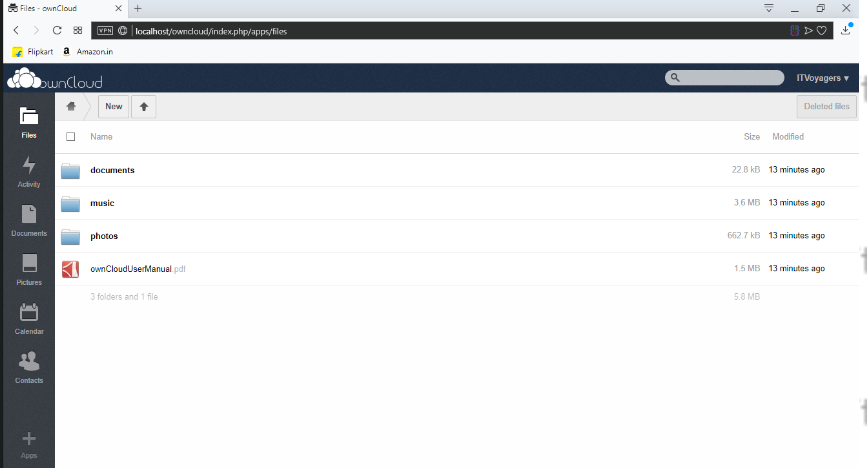 Files - ownCloud
VPN localhost/owncloud/index.php/apps/files
Flipkart a Amazon.in
ownCloud ITVoyagers
New Deleted files
Files
Name Size Modified
documents 22.8 kB 13 minutes ago
Activity
music 3.6 MB 13 minutes ago
Documents
photos 662.7 kB 13 minutes ago
ownCloudUserManual.pdf 1.5 MB 13 minutes ago
Pictures
3 folders and 1 file 5.8 MB
Calendar
Contacts
Apps